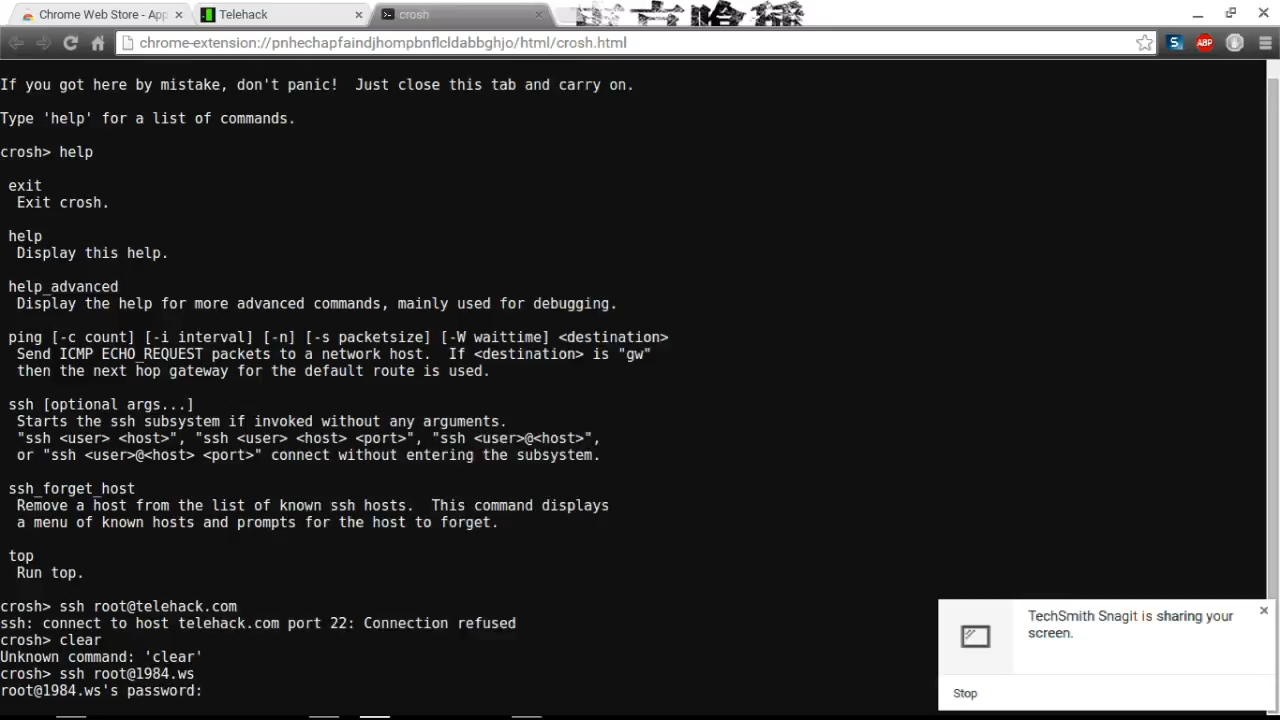 Chrome Web Store - App
Telehack
crosh
chrome-extension://pnhechapfaindjhompbnflcldabbghjo/html/crosh.html
S
ABP
If you got here by mistake, don't panic!  Just close this tab and carry on.
Type 'help' for a list of commands.
crosh> help
exit
Exit crosh.
help
Display this help.
help_advanced
Display the help for more advanced commands, mainly used for debugging.
ping [-c count] [-i interval] [-n] [-s packetsize] [-W waittime] <destination>
Send ICMP ECHO_REQUEST packets to a network host.  If <destination> is "gw"
then the next hop gateway for the default route is used.
ssh [optional args...]
Starts the ssh subsystem if invoked without any arguments.
"ssh <user> <host>", "ssh <user> <host> <port>", "ssh <user>@<host>",
or "ssh <user>@<host> <port>" connect without entering the subsystem.
ssh_forget_host
Remove a host from the list of known ssh hosts.  This command displays
a menu of known hosts and prompts for the host to forget.
top
Run top.
crosh> ssh root@telehack.com
ssh: connect to host telehack.com port 22: Connection refused
crosh> clear
Unknown command: 'clear'
crosh> ssh root@1984.ws
root@1984.ws's password:
TechSmith Snagit is sharing your
screen.
Stop